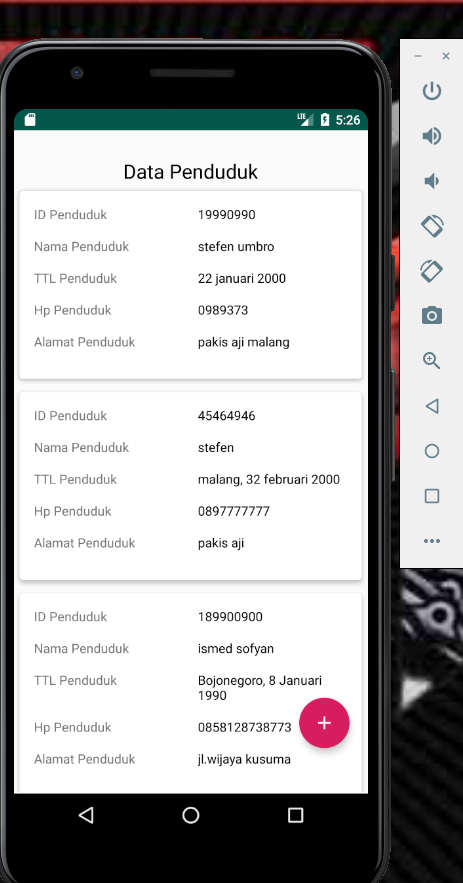 LTE 5:26
Data Penduduk
ID Penduduk 19990990
Nama Penduduk stefen umbro
TTL Penduduk 22 januari 2000
Hp Penduduk 0989373
Alamat Penduduk pakis aji malang
ID Penduduk 45464946
Nama Penduduk stefen
TTL Penduduk malang, 32 februari 2000
Hp Penduduk 0897777777
Alamat Penduduk pakis aji
ID Penduduk 189900900
Nama Penduduk ismed sofyan
TTL Penduduk Bojonegoro, 8 Januari
1990
Hp Penduduk 0858128738773
Alamat Penduduk jl.wijaya kusuma